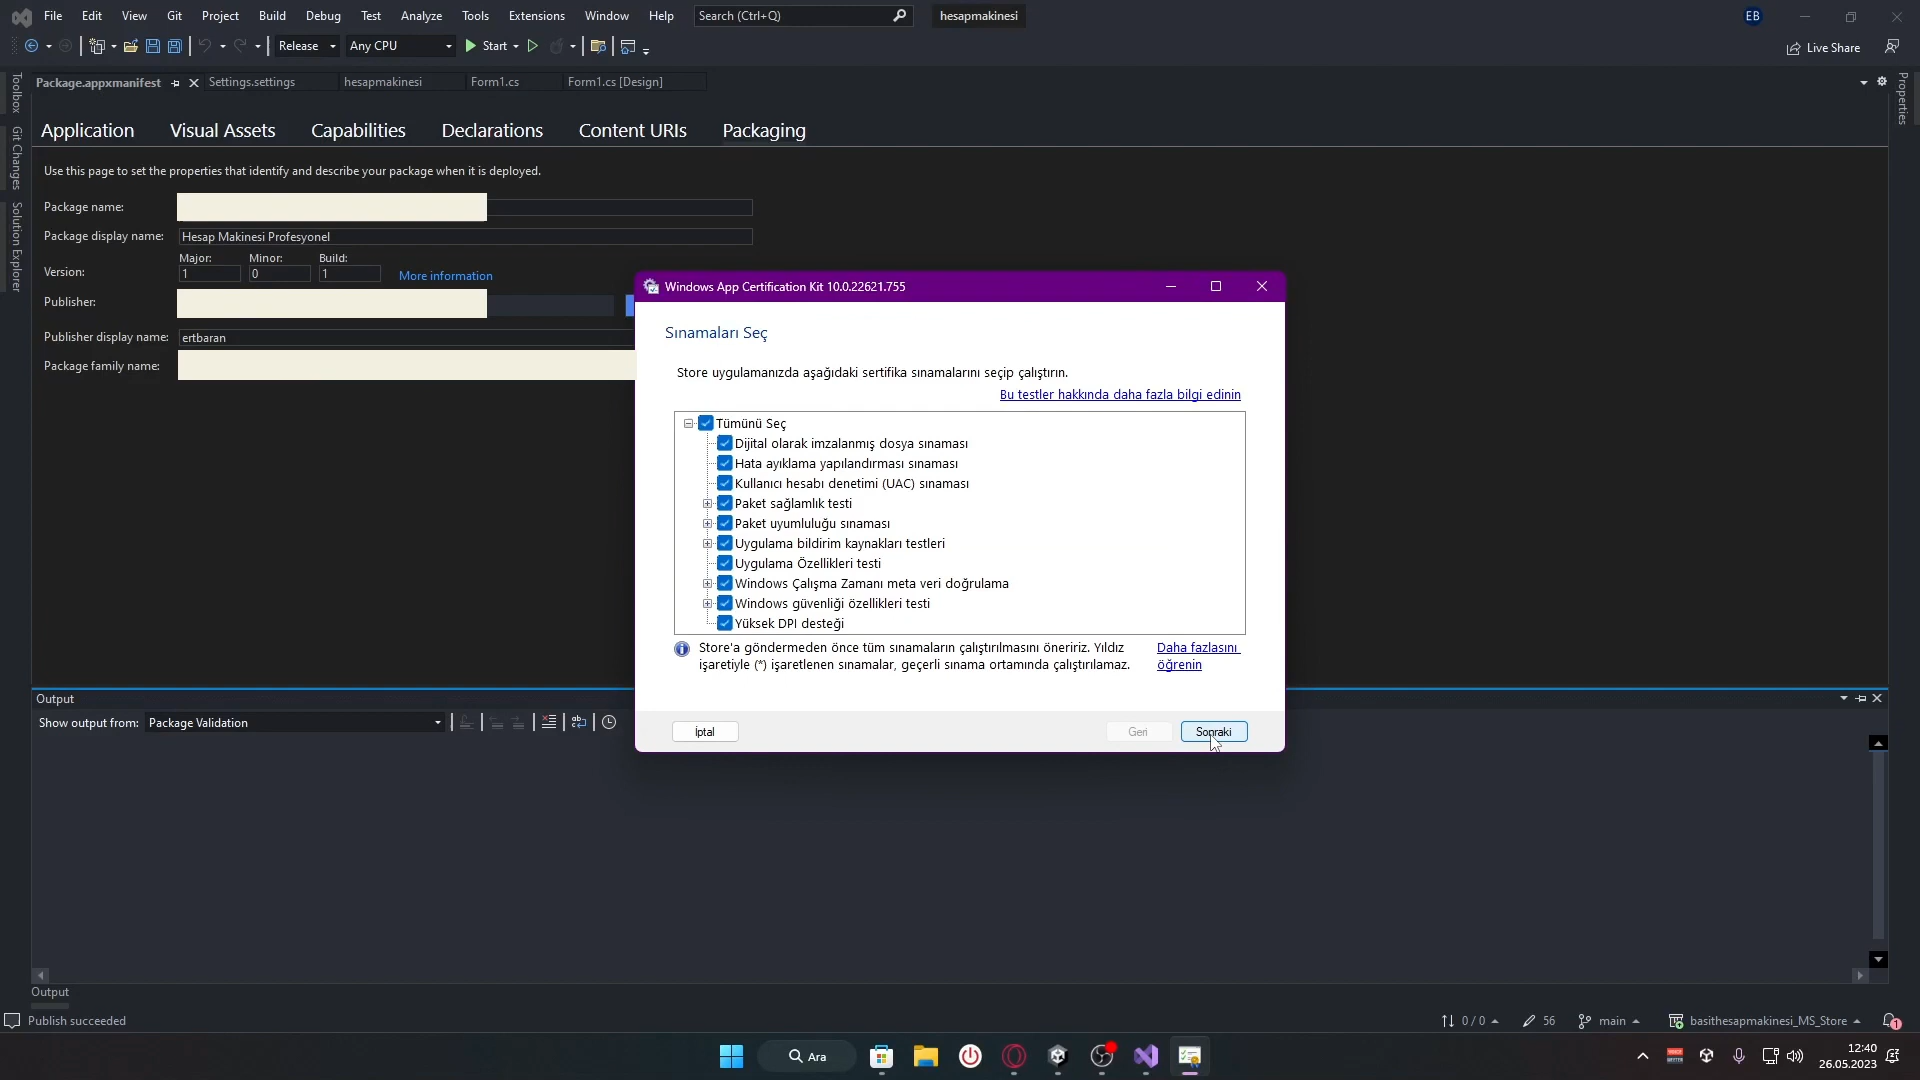 File Edit View Git Project Build Debug Test Analyze Tools Extensions Window Help Search (Ctrl+Q) hesapmakinesi EB
Release Any CPU Start Live Share
Toolbox
Git Changes
Solution Explorer
Package.appxmanifest Settings.settings hesapmakinesi Form1.cs Form1.cs [Design]
Properties
Application Visual Assets Capabilities Declarations Content URIs Packaging
Use this page to set the properties that identify and describe your package when it is deployed.
Package name:
Package display name: Hesap Makinesi Profesyonel
Major: Minor: Build:
Version: 1 0 1 More information
Publisher:
Publisher display name: ertbaran
Package family name:
Windows App Certification Kit 10.0.22621.755
Sınamaları Seç
Store uygulamanızda aşağıdaki sertifika sınamalarını seçip çalıştırın.
Bu testler hakkında daha fazla bilgi edinin
Tümünü Seç
Dijital olarak imzalanmış dosya sınaması
Hata ayıklama yapılandırması sınaması
Kullanıcı hesabı denetimi (UAC) sınaması
Paket sağlamlık testi
Paket uyumluluğu sınaması
Uygulama bildirim kaynakları testleri
Uygulama Özellikleri testi
Windows Çalışma Zamanı meta veri doğrulama
Windows güvenliği özellikleri testi
Yüksek DPI desteği
Store'a göndermeden önce tüm sınamaların çalıştırılmasını öneririz. Yıldız
işaretiyle (*) işaretlenen sınamalar, geçerli sınama ortamında çalıştırılamaz.
Daha fazlasını
öğrenin
İptal Geri Sonraki
Output
Show output from: Package Validation
Output
Publish succeeded 0 / 0 56 main basithesapmakinesi_MS_Store 1
Ara
12:40
26.05.2023